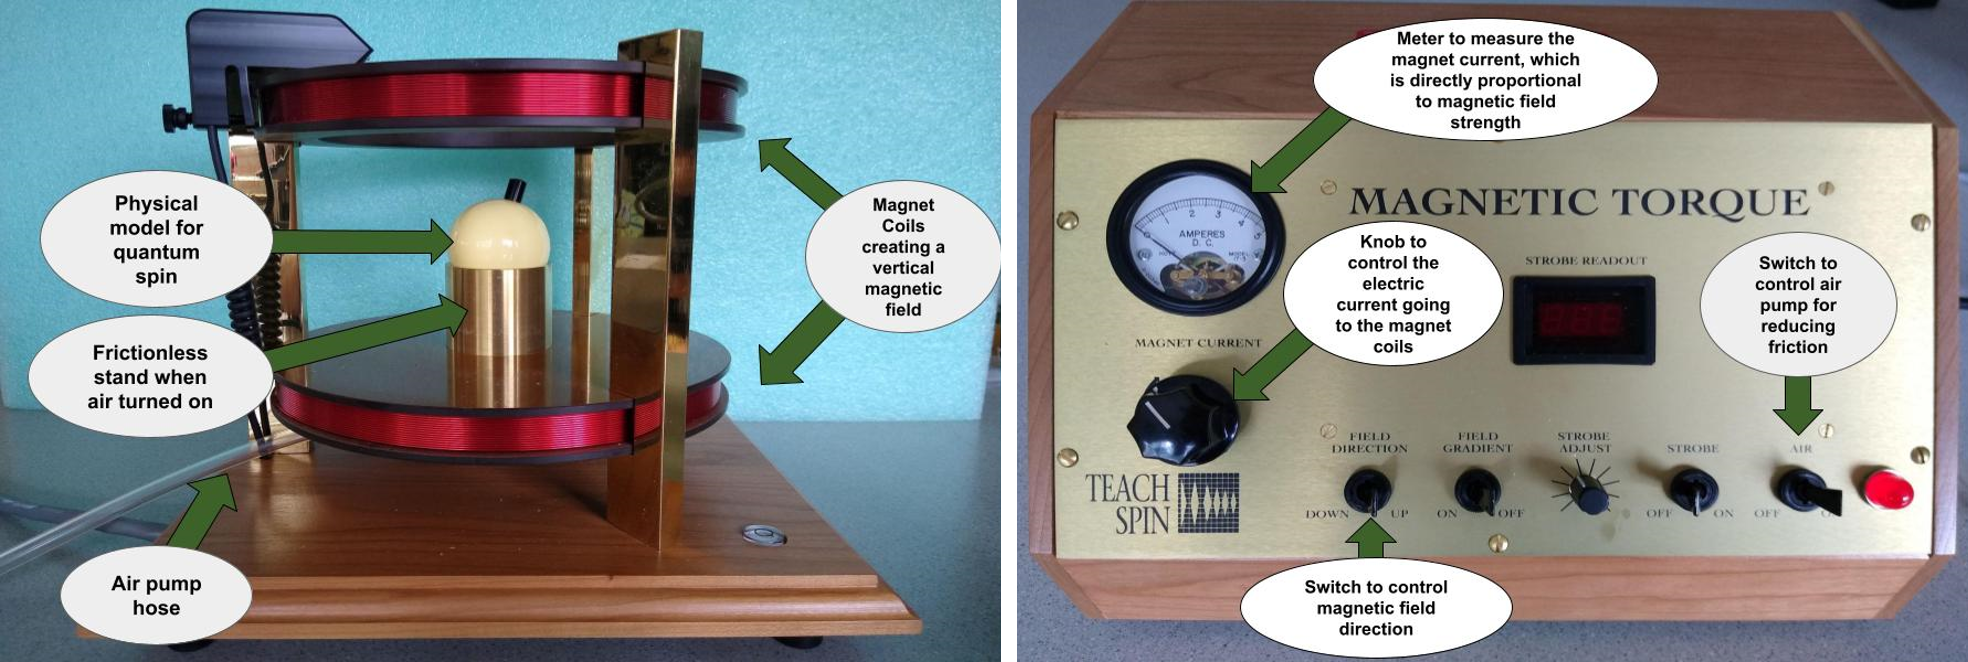 Physical
model for
quantum
spin
Frictionless
stand when
air turned on
Air pump
hose
Magnet
Coils
creating a
vertical
magnetic
field
Meter to measure the
magnet current, which
is directly proportional
to magnetic field
strength
MAGNETIC TORQUE
2 3 4 5
AMPERES
D. C.
Knob to
control the
electric
current going
to the magnet
coils
STROBE READOUT
Switch to
control air
pump for
reducing
friction
MAGNET CURRENT
FIELD
DIRECTION
DOWN UP
FIELD
GRADIENT
ON OFF
STROBE
ADJUST
STROBE
OFF ON
AIR
OFF
TEACH
SPIN
Switch to control
magnetic field
direction